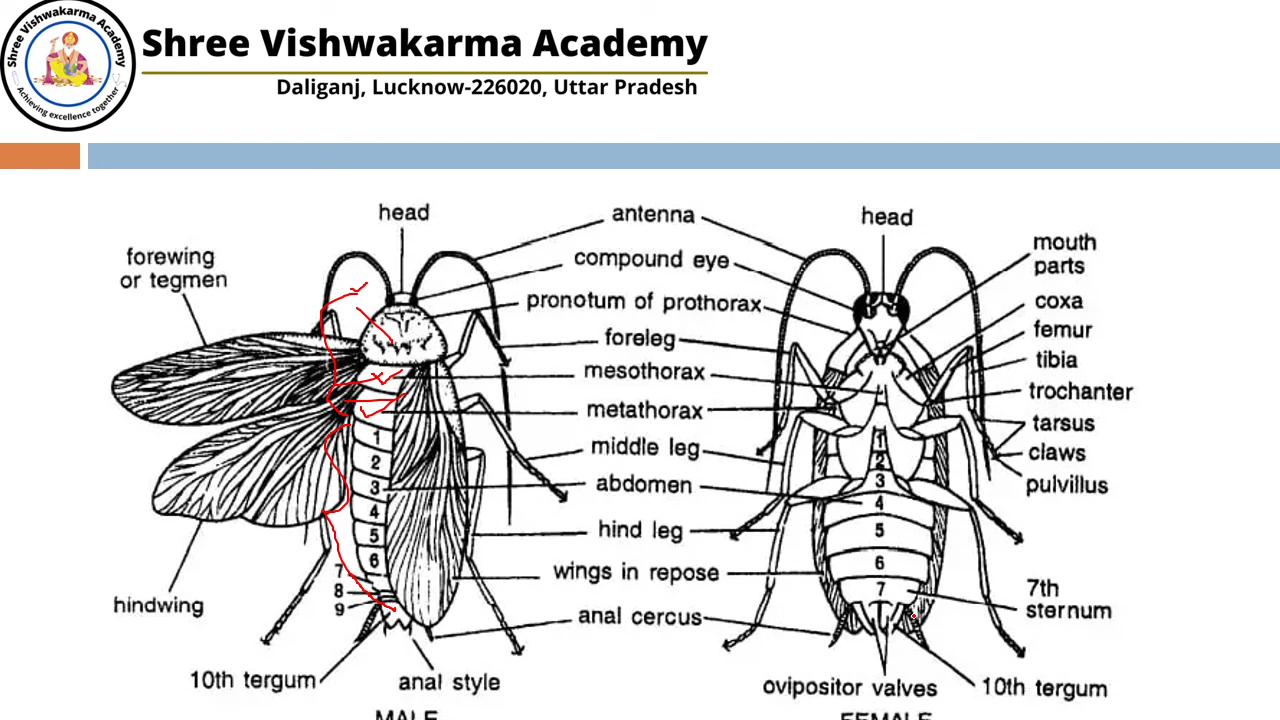 Shree Vishwakarma Academy
Achieving excellence together
Shree Vishwakarma Academy
Daliganj, Lucknow-226020, Uttar Pradesh
head
forewing
or tegmen
antenna
compound eye
pronotum of prothorax
foreleg
mesothorax
metathorax
middle leg
abdomen
hind leg
wings in repose
anal cercus
1
2
3
4
5
6
7
8
9
hindwing
10th tergum
anal style
MALE
head
mouth
parts
coxa
femur
tibia
trochanter
tarsus
claws
pulvillus
1
2
3
4
5
6
7
7th
sternum
ovipositor valves
10th tergum
FEMALE